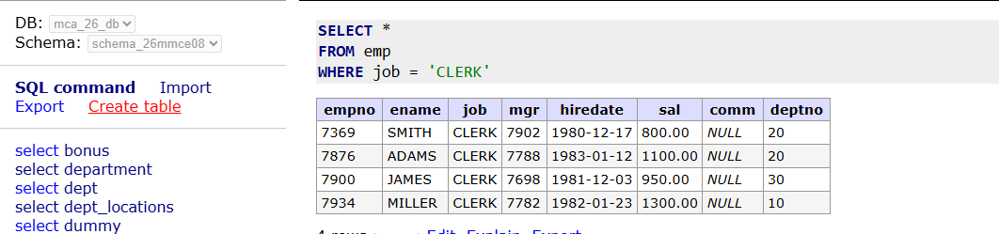 DB: mca_26_db
Schema: schema_26mmce08
SQL command Import
Export Create table
select bonus
select department
select dept
select dept_locations
select dummy
SELECT *
FROM emp
WHERE job = 'CLERK'
empno ename job mgr hiredate sal comm deptno
7369 SMITH CLERK 7902 1980-12-17 800.00 NULL 20
7876 ADAMS CLERK 7788 1983-01-12 1100.00 NULL 20
7900 JAMES CLERK 7698 1981-12-03 950.00 NULL 30
7934 MILLER CLERK 7782 1982-01-23 1300.00 NULL 10
4 rows Edit Explain Export